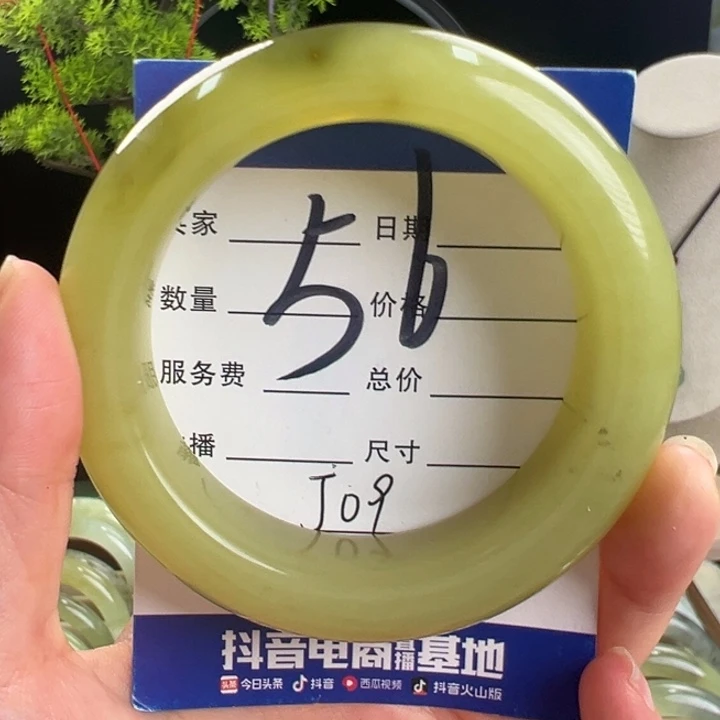 家 日期
数量 价格
56
服务费 总价
播 尺寸
J09
抖音电商直播基地
头条 今日头条 抖音 西瓜视频 抖音火山版